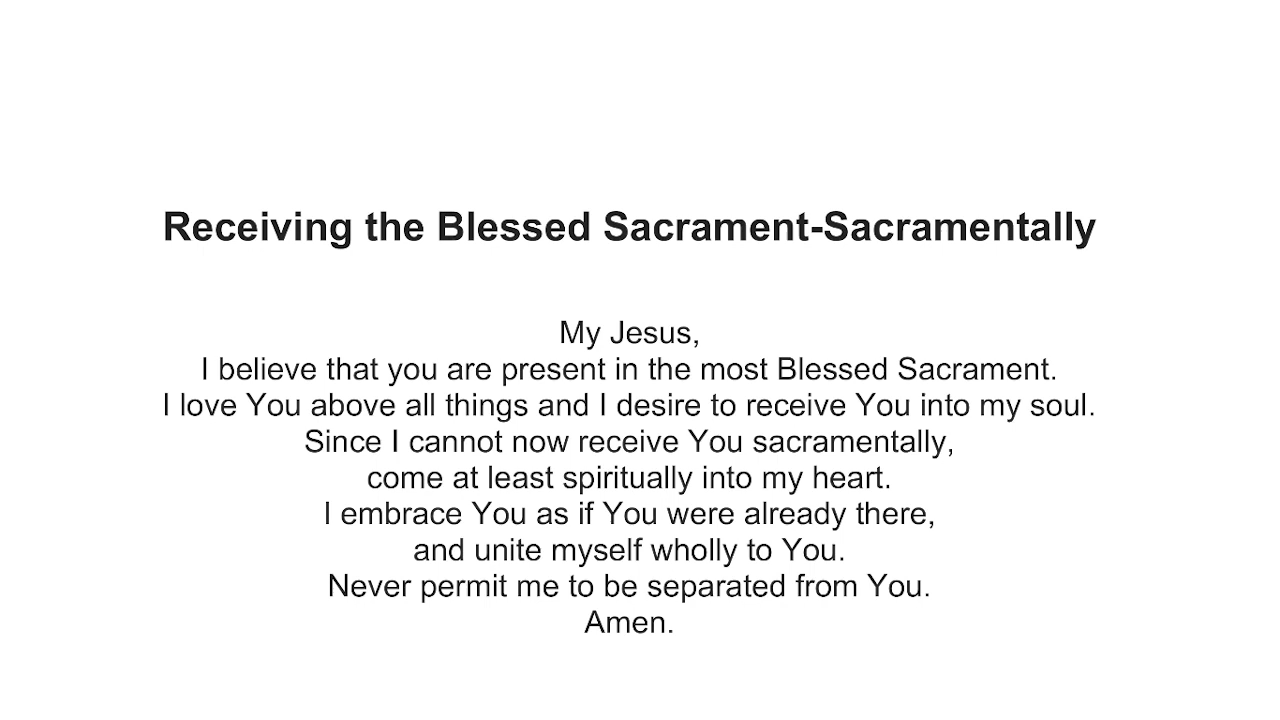 Receiving the Blessed Sacrament-Sacramentally
My Jesus,
I believe that you are present in the most Blessed Sacrament.
I love You above all things and I desire to receive You into my soul.
Since I cannot now receive You sacramentally,
come at least spiritually into my heart.
I embrace You as if You were already there,
and unite myself wholly to You.
Never permit me to be separated from You.
Amen.